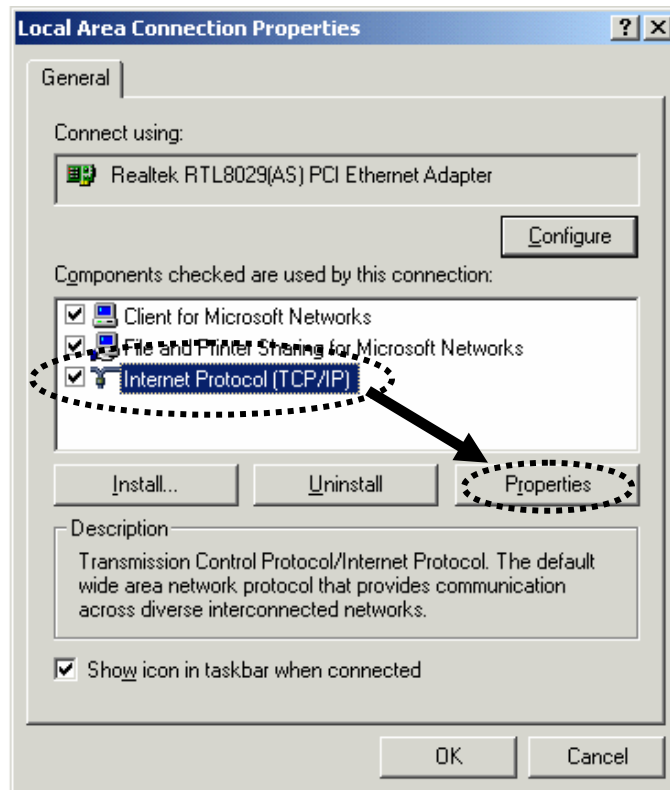 Local Area Connection Properties
General
Connect using:
Realtek RTL8029(AS) PCI Ethernet Adapter
Configure
Components checked are used by this connection:
Client for Microsoft Networks
File and Printer Sharing for Microsoft Networks
Internet Protocol (TCP/IP)
Install...
Uninstall
Properties
Description
Transmission Control Protocol/Internet Protocol. The default
wide area network protocol that provides communication
across diverse interconnected networks.
Show icon in taskbar when connected
OK
Cancel